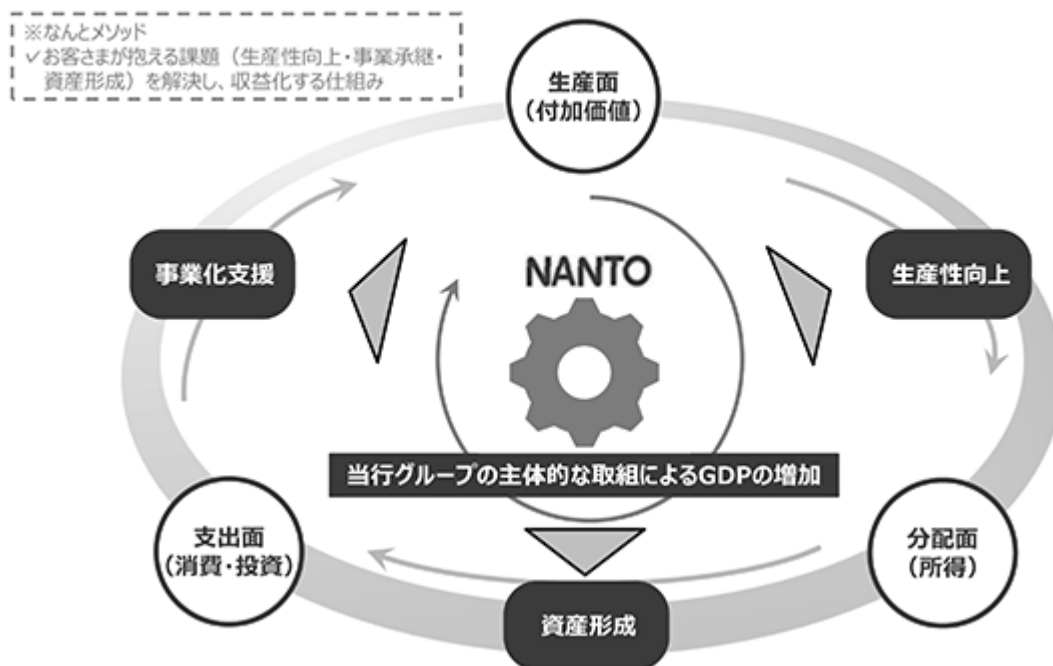 ※なんとメソッド
✓お客さまが抱える課題（生産性向上・事業承継・
資産形成）を解決し、収益化する仕組み
生産面
（付加価値）
事業化支援
NANTO
生産性向上
当行グループの主体的な取組によるGDPの増加
支出面
（消費・投資）
分配面
（所得）
資産形成